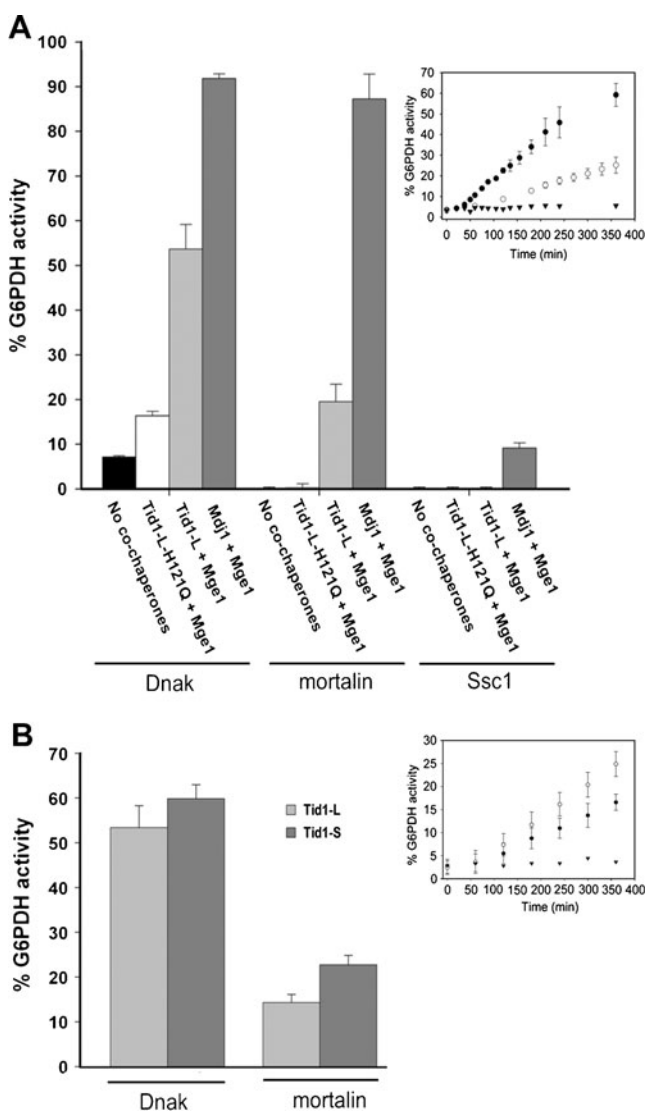 A
% G6PDH activity
100
90
80
70
60
50
40
30
20
10
0
No co-chaperones
Tid1-L-H121Q + Mge1
Tid1-L + Mge1
Mdj1 + Mge1
No co-chaperones
Tid1-L-H121Q + Mge1
Tid1-L + Mge1
Mdj1 + Mge1
No co-chaperones
Tid1-L-H121Q + Mge1
Tid1-L + Mge1
Mdj1 + Mge1
Dnak
mortalin
Ssc1
% G6PDH activity
70
60
50
40
30
20
10
0
0 50 100 150 200 250 300 350 400
Time (min)
B
% G6PDH activity
70
60
50
40
30
20
10
0
Tid1-L
Tid1-S
Dnak
mortalin
% G6PDH activity
30
25
20
15
10
5
0
0 50 100 150 200 250 300 350 400
Time (min)